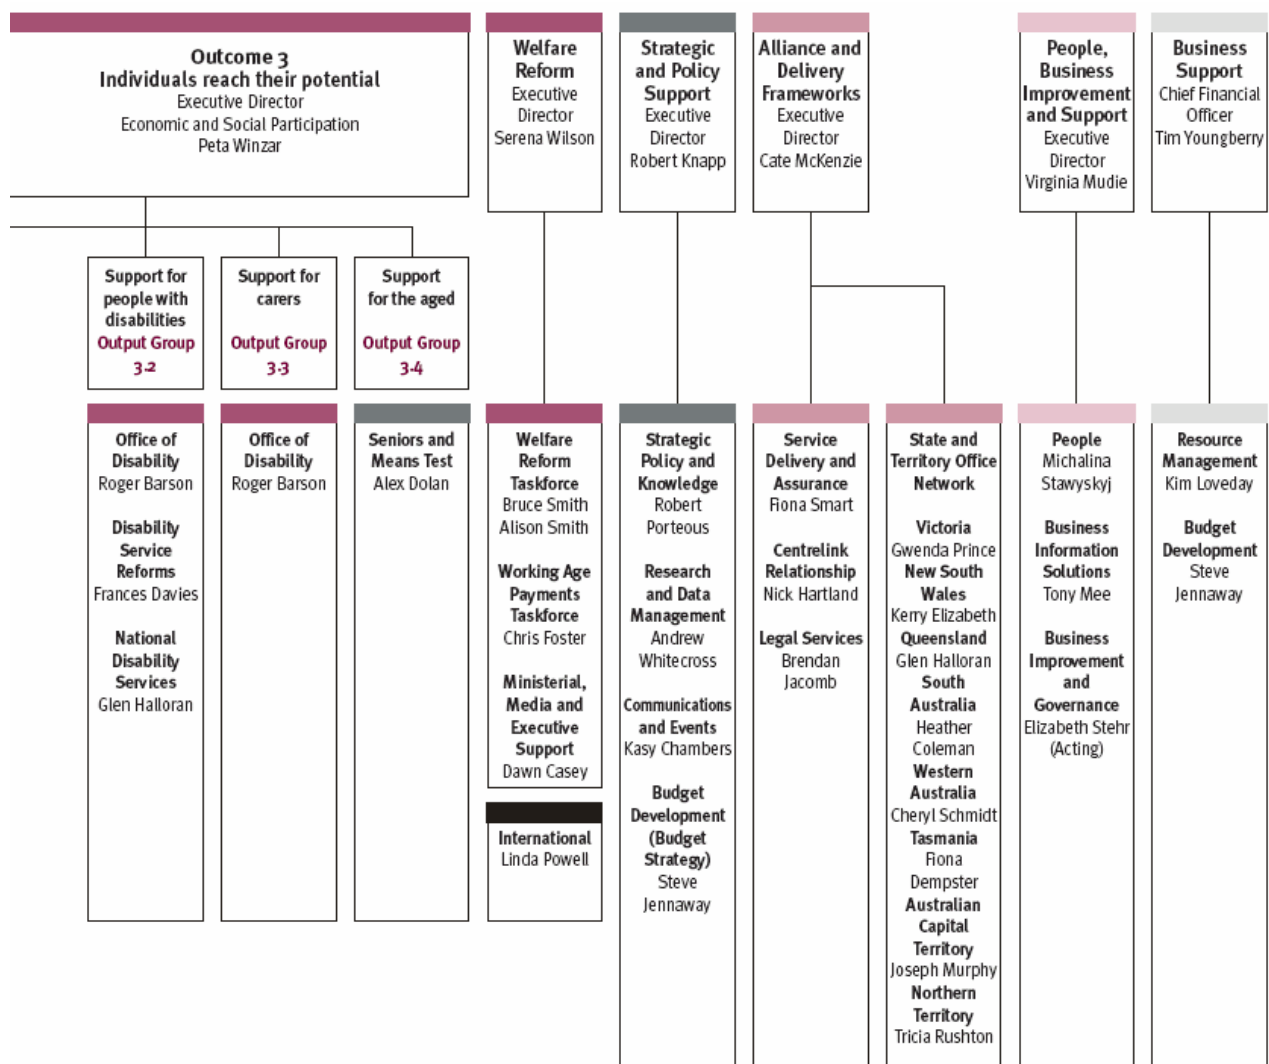 Outcome 3
Individuals reach their potential
Executive Director
Economic and Social Participation
Peta Winzar
Welfare
Reform
Executive
Director
Serena Wilson
Strategic
and Policy
Support
Executive
Director
Robert Knapp
Alliance and
Delivery
Frameworks
Executive
Director
Cate McKenzie
People,
Business
Improvement
and Support
Executive
Director
Virginia Mudie
Business
Support
Chief Financial
Officer
Tim Youngberry
Support for
people with
disabilities
Output Group
3.2
Support for
carers
Output Group
3.3
Support
for the aged
Output Group
3.4
Office of
Disability
Roger Barson
Disability
Service
Reforms
Frances Davies
National
Disability
Services
Glen Halloran
Office of
Disability
Roger Barson
Seniors and
Means Test
Alex Dolan
Welfare
Reform
Taskforce
Bruce Smith
Alison Smith
Working Age
Payments
Taskforce
Chris Foster
Ministerial,
Media and
Executive
Support
Dawn Casey
International
Linda Powell
Strategic
Policy and
Knowledge
Robert
Porteous
Research
and Data
Management
Andrew
Whitecross
Communications
and Events
Kasy Chambers
Budget
Development
(Budget
Strategy)
Steve
Jennaway
Service
Delivery and
Assurance
Fiona Smart
Centrelink
Relationship
Nick Hartland
Legal Services
Brendan
Jacomb
State and
Territory Office
Network
Victoria
Gwenda Prince
New South
Wales
Kerry Elizabeth
Queensland
Glen Halloran
South
Australia
Heather
Coleman
Western
Australia
Cheryl Schmidt
Tasmania
Fiona
Dempster
Australian
Capital
Territory
Joseph Murphy
Northern
Territory
Tricia Rushton
People
Michalina
Stawyskyj
Business
Information
Solutions
Tony Mee
Business
Improvement
and
Governance
Elizabeth Stehr
(Acting)
Resource
Management
Kim Loveday
Budget
Development
Steve
Jennaway